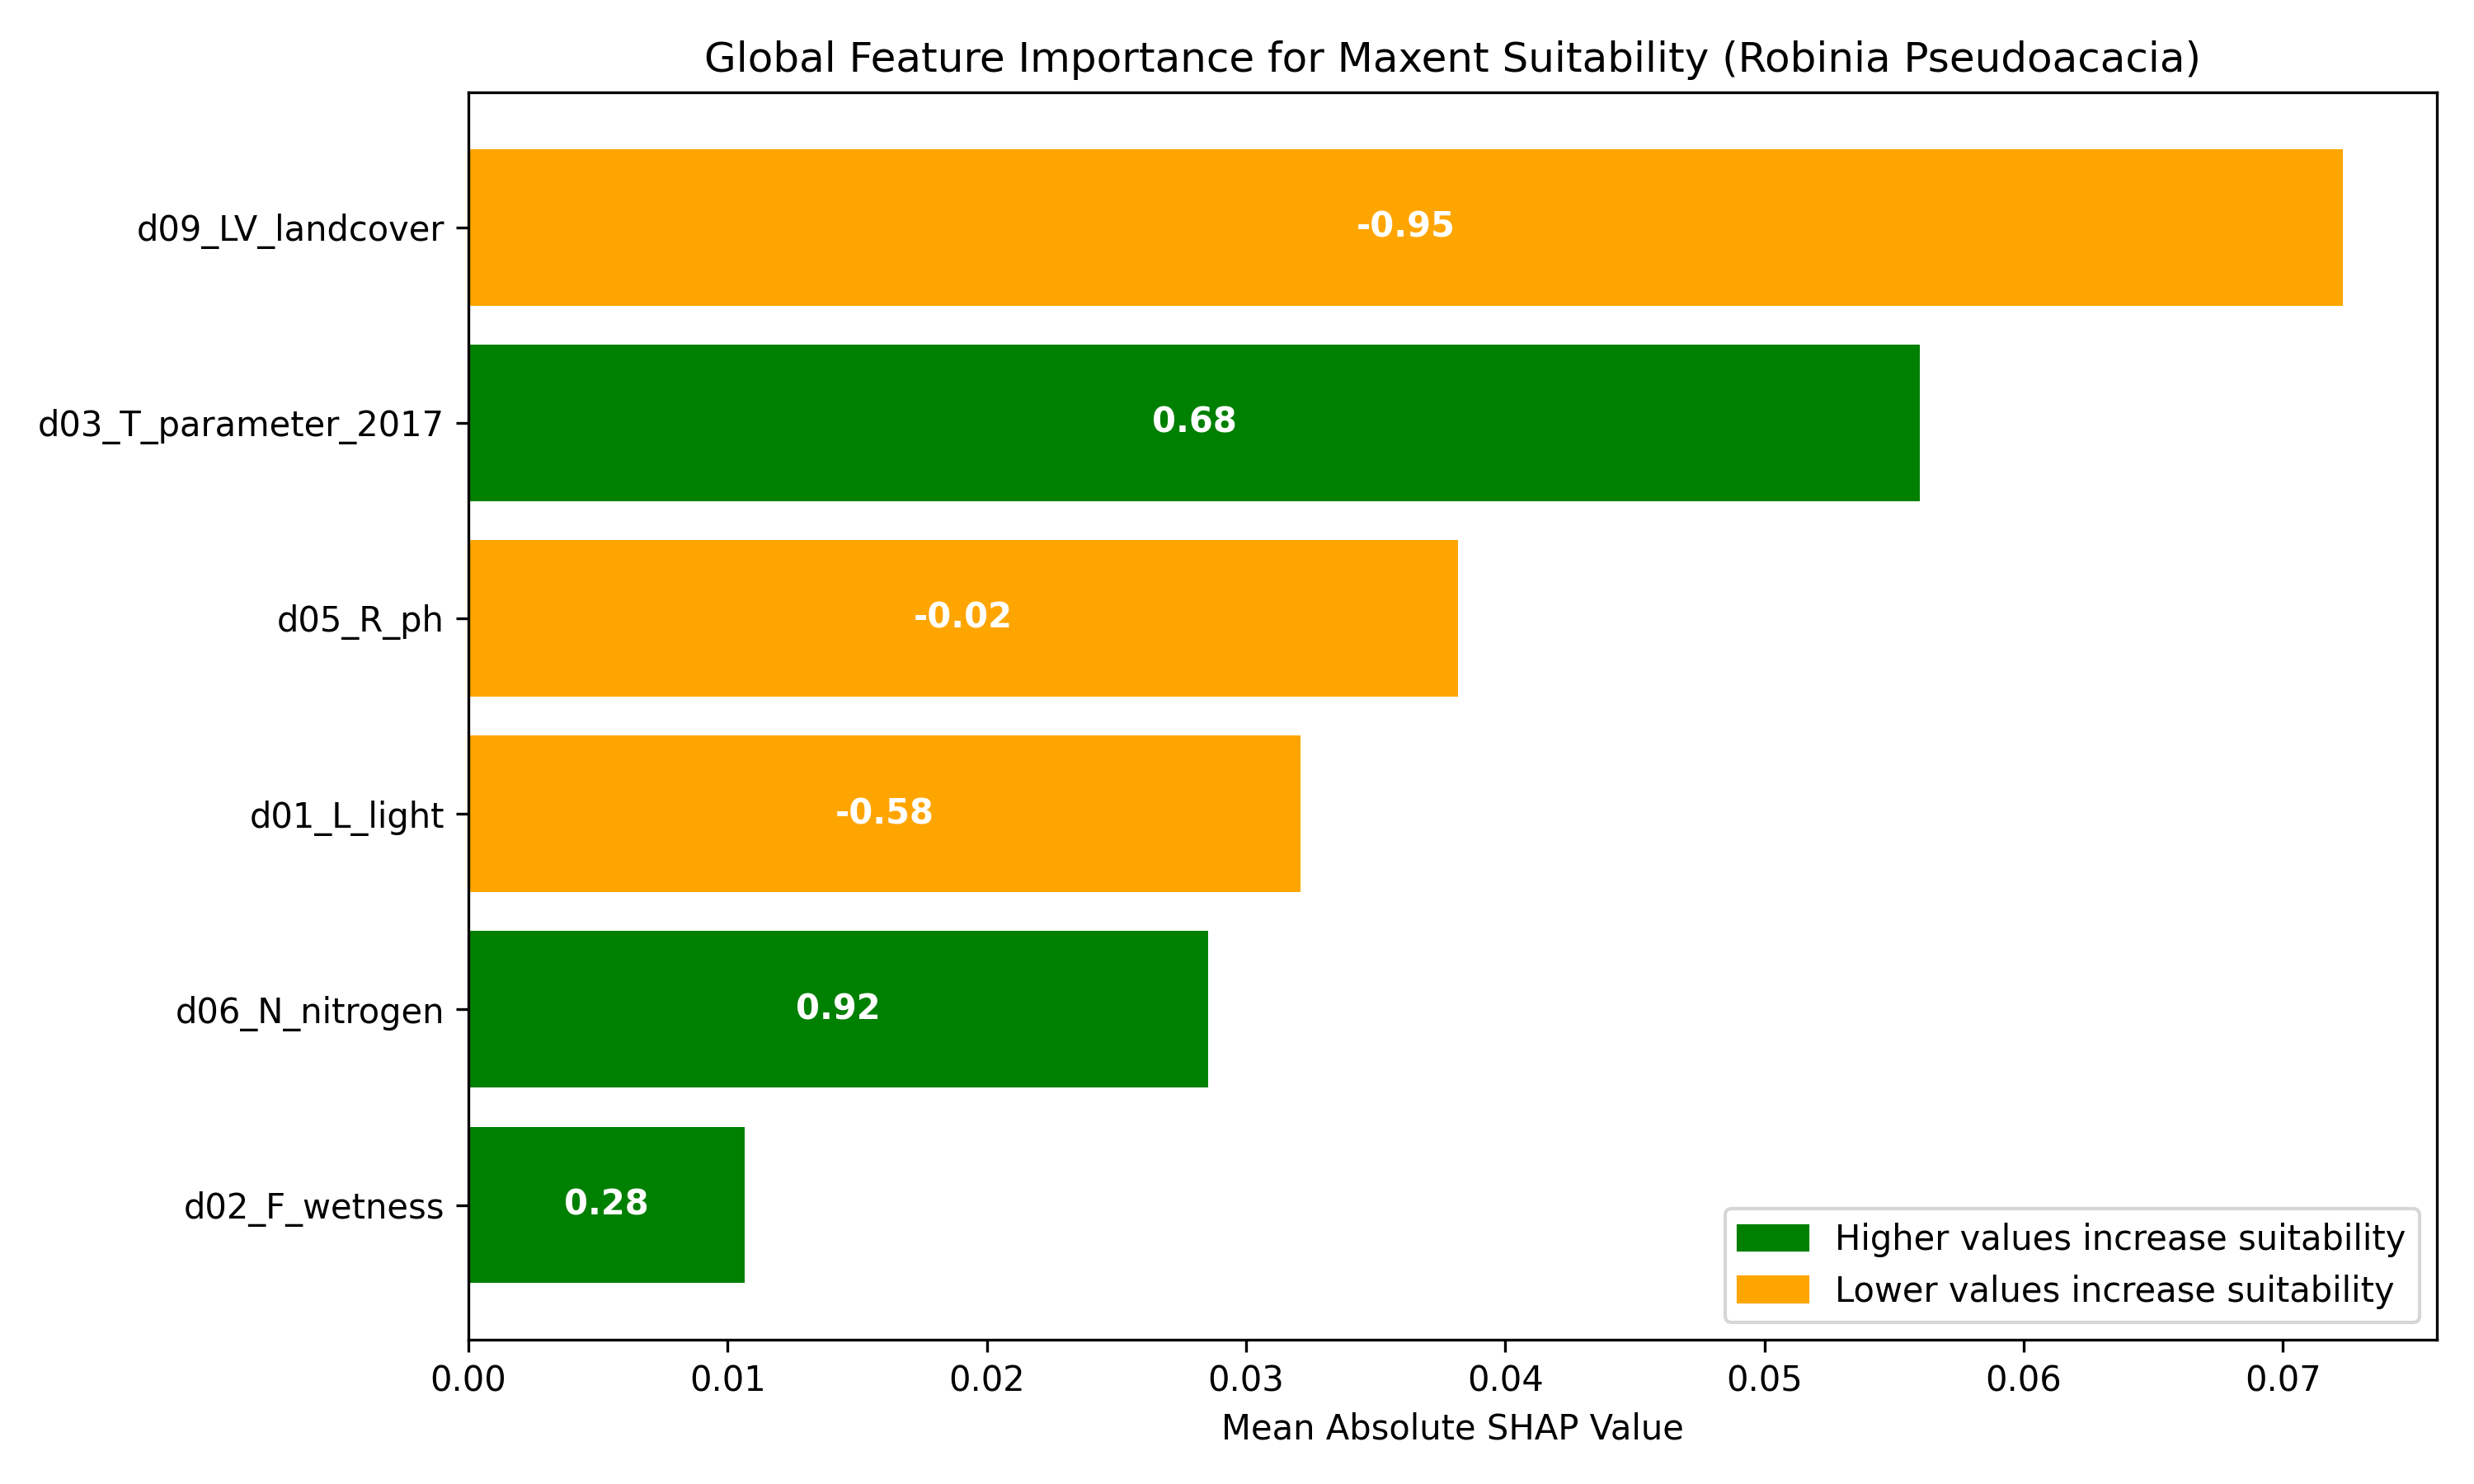 Global Feature Importance for Maxent Suitability (Robinia Pseudoacacia)
d09_LV_landcover
-0.95
d03_T_parameter_2017
0.68
d05_R_ph
-0.02
d01_L_light
-0.58
d06_N_nitrogen
0.92
d02_F_wetness
0.28
Higher values increase suitability
Lower values increase suitability
0.00 0.01 0.02 0.03 0.04 0.05 0.06 0.07
Mean Absolute SHAP Value